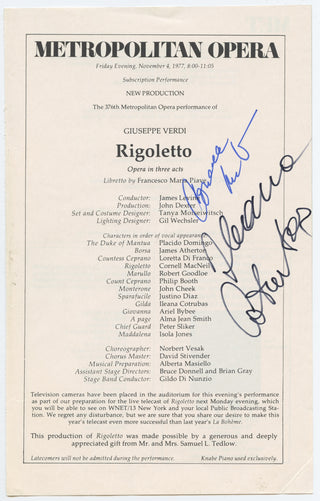 METROPOLITAN OPERA
Friday Evening, November 4, 1977, 8:00-11:05
Subscription Performance
NEW PRODUCTION
The 376th Metropolitan Opera performance of
GIUSEPPE VERDI
Rigoletto
Opera in three acts
Libretto by Francesco Maria Piave
Conductor: James Levine
Production: John Dexter
Set and Costume Designer: Tanya Moiseiwitsch
Lighting Designer: Gil Wechsler
Characters in order of vocal appearance:
The Duke of Mantua Placido Domingo
Borsa James Atherton
Countess Ceprano Loretta Di Franco
Rigoletto Cornell MacNeil
Marullo Robert Goodloe
Count Ceprano Philip Booth
Monterone John Cheek
Sparafucile Justino Diaz
Gilda Ileana Cotrubas
Giovanna Ariel Bybee
A page Alma Jean Smith
Chief Guard Peter Sliker
Maddalena Isola Jones
Choreographer: Norbert Vesak
Chorus Master: David Stivender
Musical Preparation: Alberta Masiello
Assistant Stage Directors: Bruce Donnell and Brian Gray
Stage Band Conductor: Gildo Di Nunzio
Television cameras have been placed in the auditorium for this evening's performance
as part of our preparation for the live telecast of Rigoletto next Monday evening, which
you will be able to see on WNET/13 New York and your local Public Broadcasting Sta-
tion. We regret any disturbance, but we are sure that you share our desire to make this
year's telecast even more successful than last year's La Bohème.
This production of Rigoletto was made possible by a generous and deeply
appreciated gift from Mr. and Mrs. Samuel L. Tedlow.
Latecomers will not be admitted during the performance. Knabe Piano used exclusively.
Ileana
Cotrubas